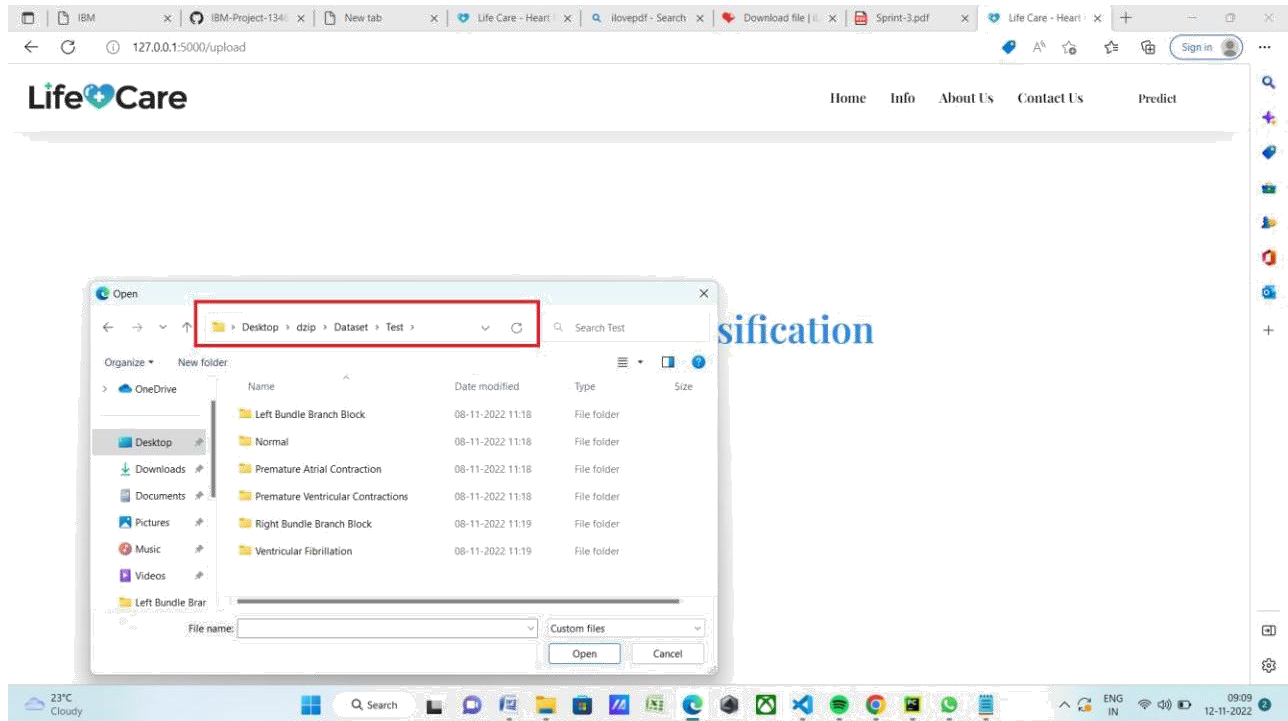 IBM
IBM-Project-1346
New tab
Life Care - Heart
ilovepdf - Search
Download file | iL
Sprint-3.pdf
Life Care - Heart
127.0.0.1:5000/upload
Sign in
Life Care
Home Info About Us Contact Us Predict
sification
Open
Desktop > dzip > Dataset > Test >
Search Test
Organize New folder
Name Date modified Type Size
OneDrive
Left Bundle Branch Block 08-11-2022 11:18 File folder
Desktop
Normal 08-11-2022 11:18 File folder
Downloads
Premature Atrial Contraction 08-11-2022 11:18 File folder
Documents
Premature Ventricular Contractions 08-11-2022 11:18 File folder
Pictures
Right Bundle Branch Block 08-11-2022 11:19 File folder
Music
Ventricular Fibrillation 08-11-2022 11:19 File folder
Videos
Left Bundle Brar
File name: Custom files
Open Cancel
23°C
Cloudy
Search
ENG
IN
09:09
12-11-2022
2